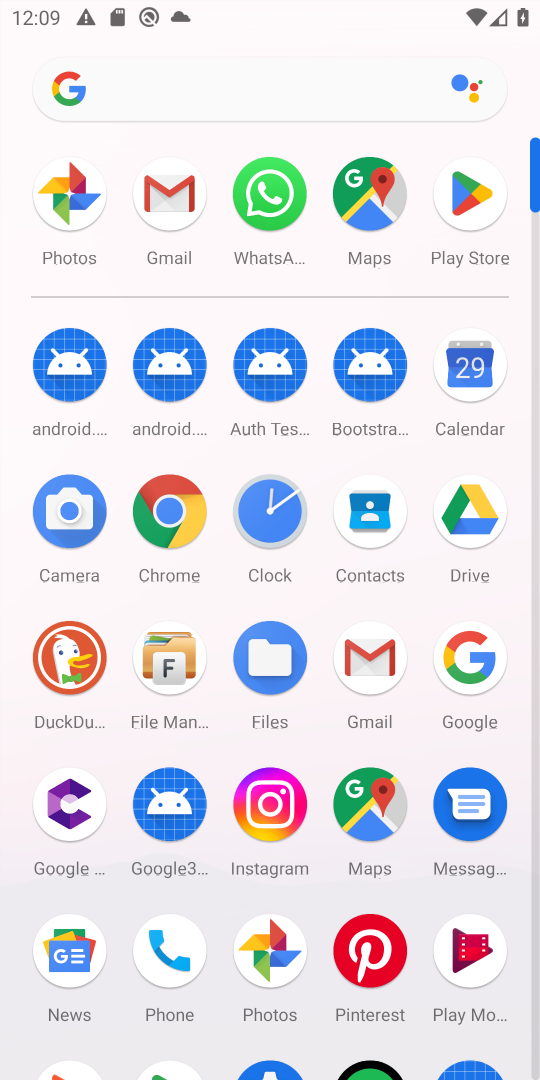 12:09
Photos Gmail WhatsA... Maps Play Store
android.... android.... Auth Tes... Bootstra... Calendar
29
Camera Chrome Clock Contacts Drive
DuckDu... File Man... Files Gmail Google
Google ... Google3... Instagram Maps Messag...
News Phone Photos Pinterest Play Mo...